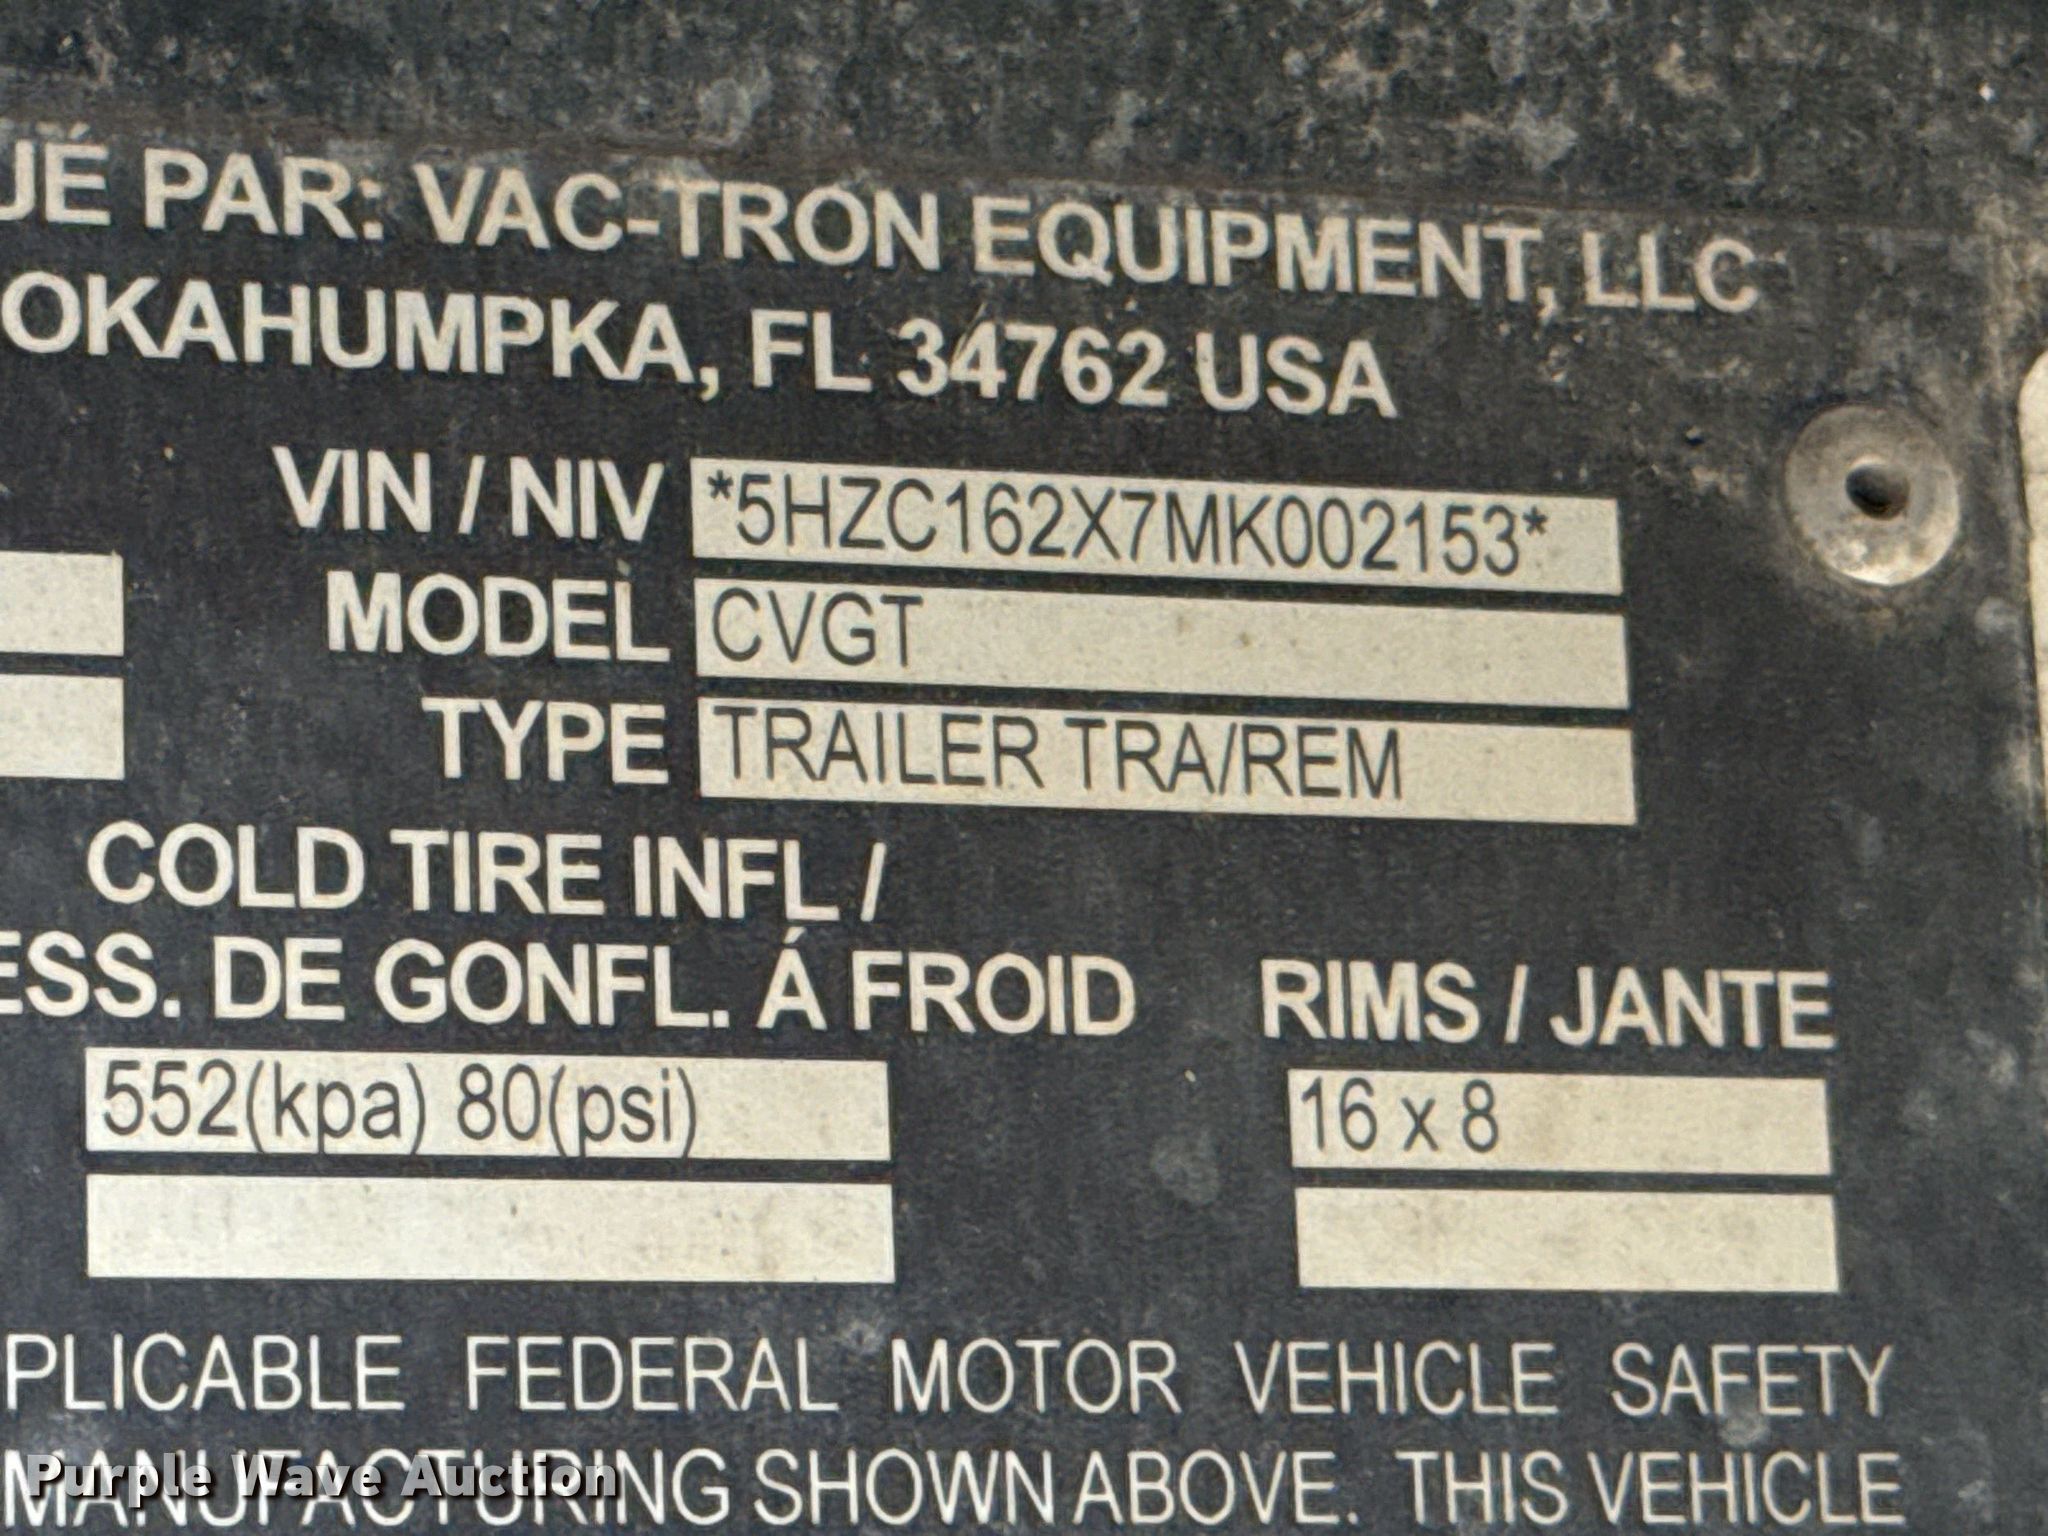 UÉ PAR: VAC-TRON EQUIPMENT, LLC
OKAHUMPKA, FL 34762 USA
VIN / NIV *5HZC162X7MK002153*
MODEL CVGT
TYPE TRAILER TRA/REM
COLD TIRE INFL /
ESS. DE GONFL. Á FROID RIMS / JANTE
552(kpa) 80(psi) 16 x 8
PLICABLE FEDERAL MOTOR VEHICLE SAFETY
MANUFACTURING SHOWN ABOVE. THIS VEHICLE
Purple Wave Auction